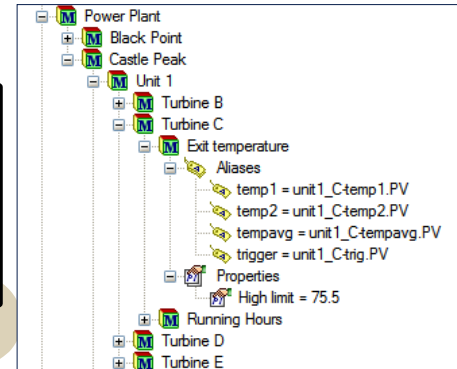 Power Plant
Black Point
Castle Peak
Unit 1
Turbine B
Turbine C
Exit temperature
Aliases
temp1 = unit1_C-temp1.PV
temp2 = unit1_C-temp2.PV
tempavg = unit1_C-tempavg.PV
trigger = unit1_C-trig.PV
Properties
High limit = 75.5
Running Hours
Turbine D
Turbine E